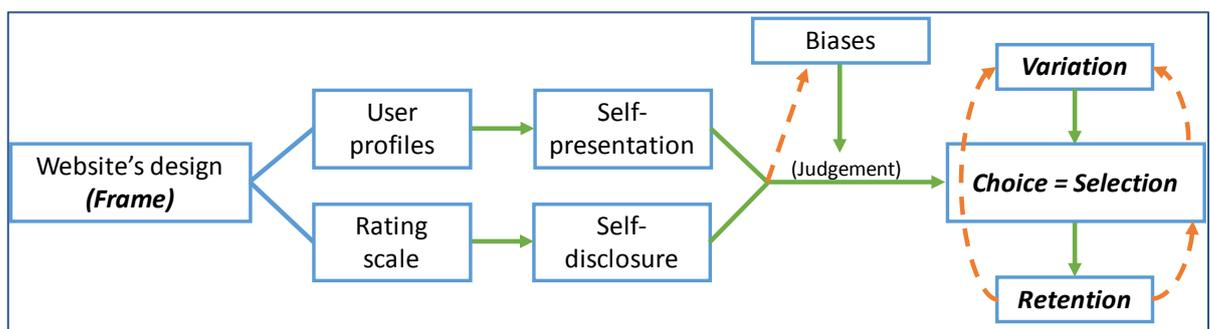 Website's design
(Frame)
User
profiles
Rating
scale
Self-
presentation
Self-
disclosure
Biases
(Judgement)
Variation
Choice = Selection
Retention